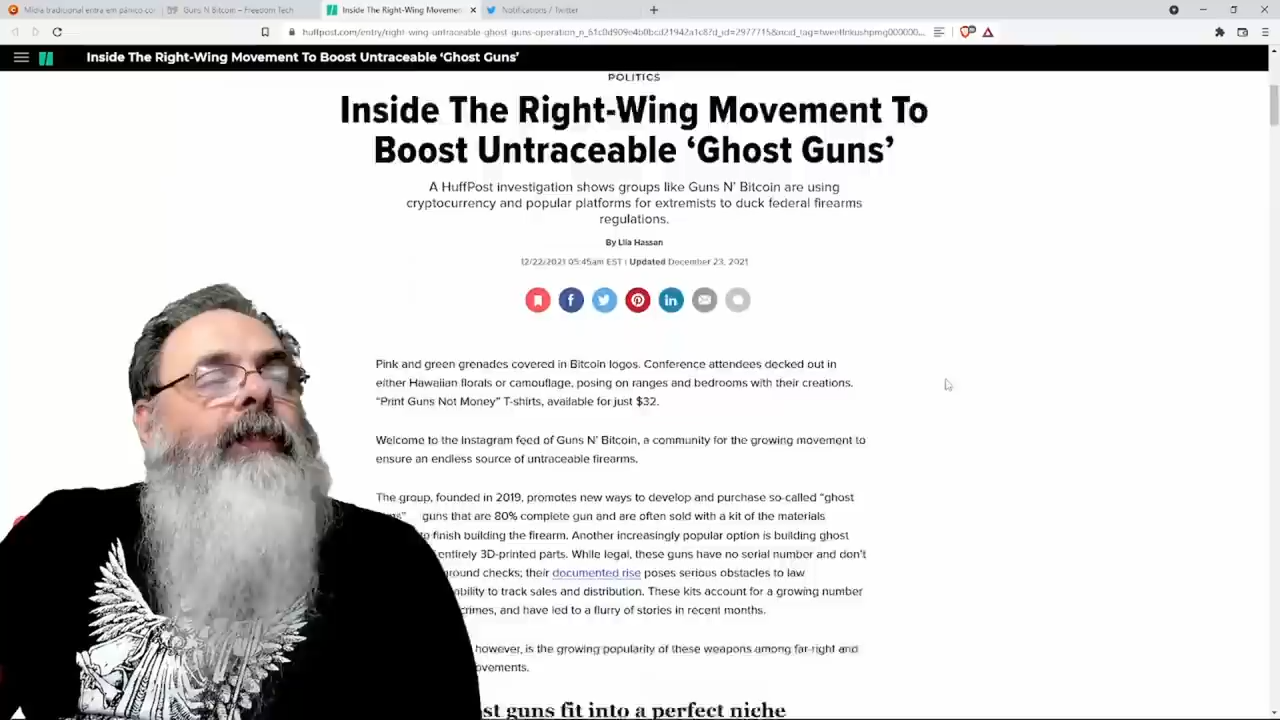 Mídia tradicional entra em pânico co
Guns N Bitcoin – Freedom Tech
Inside The Right-Wing Movement
Notifications / Twitter
huffpost.com/entry/right-wing-untraceable-ghost-guns-operation_n_61c0d909e4b0bcd21942a1c8?d_id=2977715&ncid_tag=tweetlnkushpmg000000...
Inside The Right-Wing Movement To Boost Untraceable ‘Ghost Guns’
POLITICS
Inside The Right-Wing Movement To
Boost Untraceable ‘Ghost Guns’
A HuffPost investigation shows groups like Guns N’ Bitcoin are using
cryptocurrency and popular platforms for extremists to duck federal firearms
regulations.
By Llia Hassan
12/22/2021 05:45am EST | Updated December 23, 2021
Pink and green grenades covered in Bitcoin logos. Conference attendees decked out in
either Hawaiian florals or camouflage, posing on ranges and bedrooms with their creations.
“Print Guns Not Money” T-shirts, available for just $32.
Welcome to the Instagram feed of Guns N’ Bitcoin, a community for the growing movement to
ensure an endless source of untraceable firearms.
The group, founded in 2019, promotes new ways to develop and purchase so-called “ghost
guns that are 80% complete gun and are often sold with a kit of the materials
to finish building the firearm. Another increasingly popular option is building ghost
entirely 3D-printed parts. While legal, these guns have no serial number and don’t
round checks; their documented rise poses serious obstacles to law
ability to track sales and distribution. These kits account for a growing number
crimes, and have led to a flurry of stories in recent months.
however, is the growing popularity of these weapons among far-right and
ovements.
st guns fit into a perfect niche